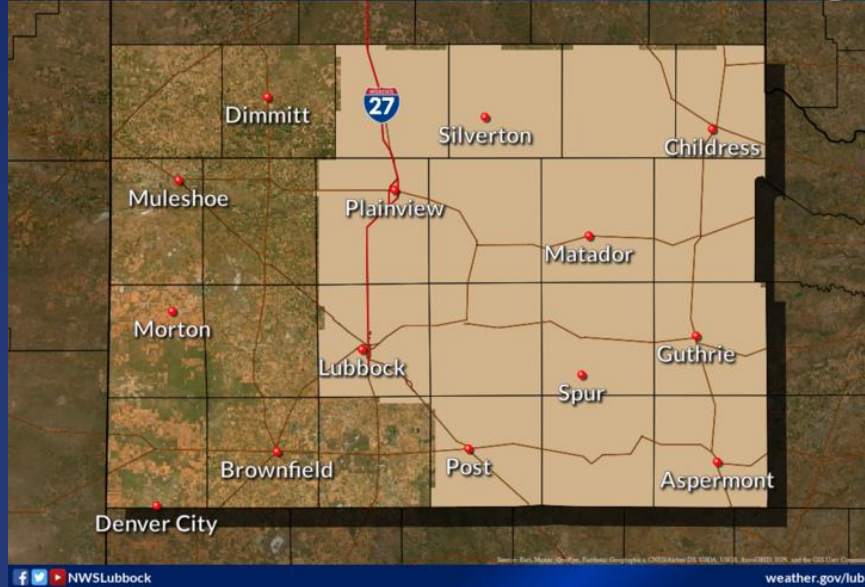 INTERSTATE
27
Dimmitt
Silverton
Childress
Muleshoe
Plainview
Matador
Morton
Lubbock
Guthrie
Spur
Brownfield
Post
Aspermont
Denver City
NWSLubbock
weather.gov/lub